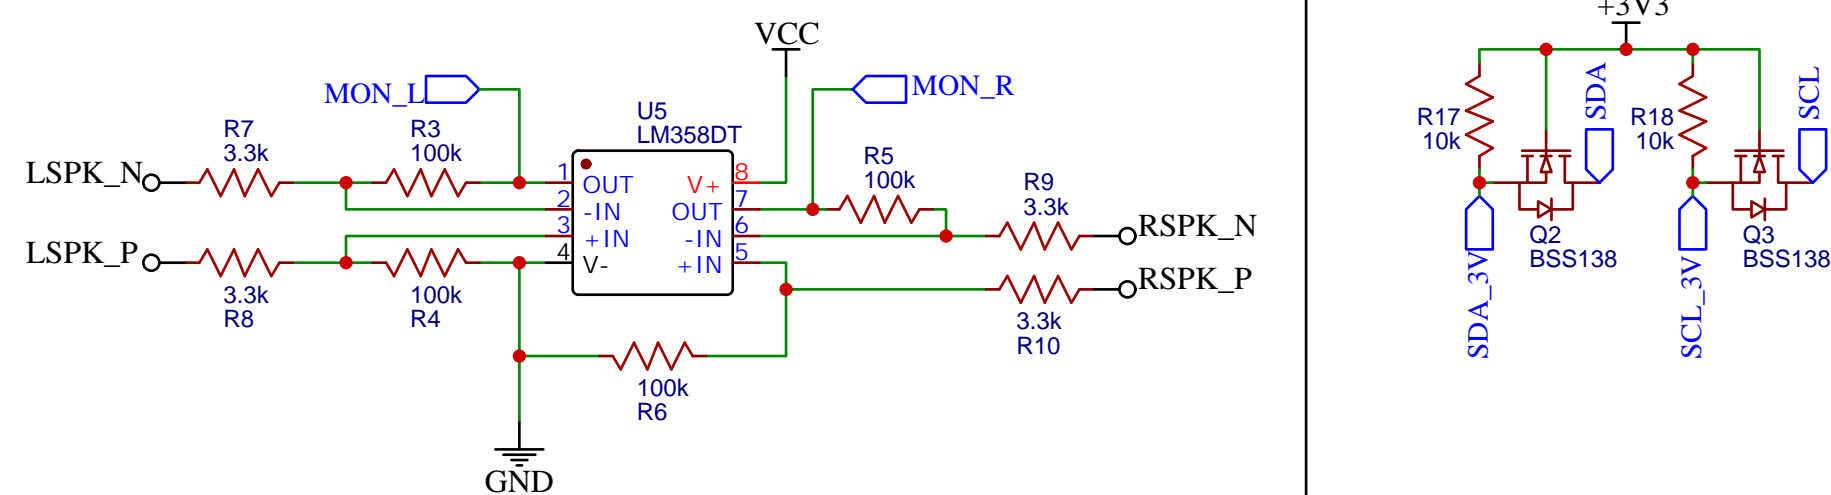 VCC
MON_L
MON_R
U5
LM358DT
R7
3.3k
R3
100k
R5
100k
R9
3.3k
LSPK_N
LSPK_P
1
2
3
4
OUT
-IN
+IN
V-
V+
OUT
-IN
+IN
8
7
6
5
RSPK_N
RSPK_P
3.3k
R8
100k
R4
3.3k
R10
100k
R6
GND
+3V3
R17
10k
SDA
R18
10k
SCL
Q2
BSS138
Q3
BSS138
SDA_3V
SCL_3V